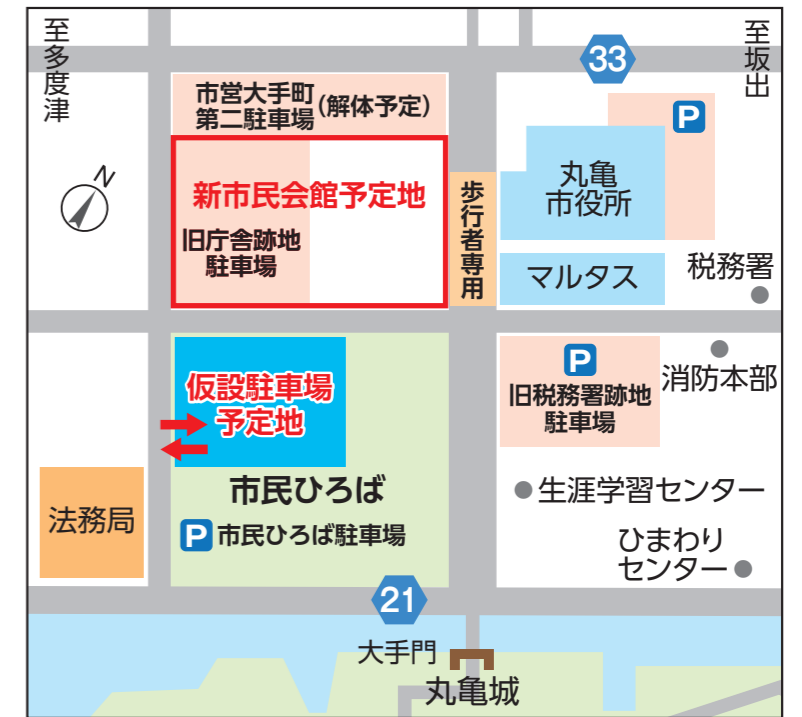 至多度津
至坂出
33
市営大手町
第二駐車場(解体予定)
P
丸亀
市役所
N
新市民会館予定地
旧庁舎跡地
駐車場
歩行者専用
マルタス
税務署
仮設駐車場
予定地
P
旧税務署跡地
駐車場
消防本部
市民ひろば
P市民ひろば駐車場
法務局
生涯学習センター
ひまわり
センター
21
大手門
丸亀城